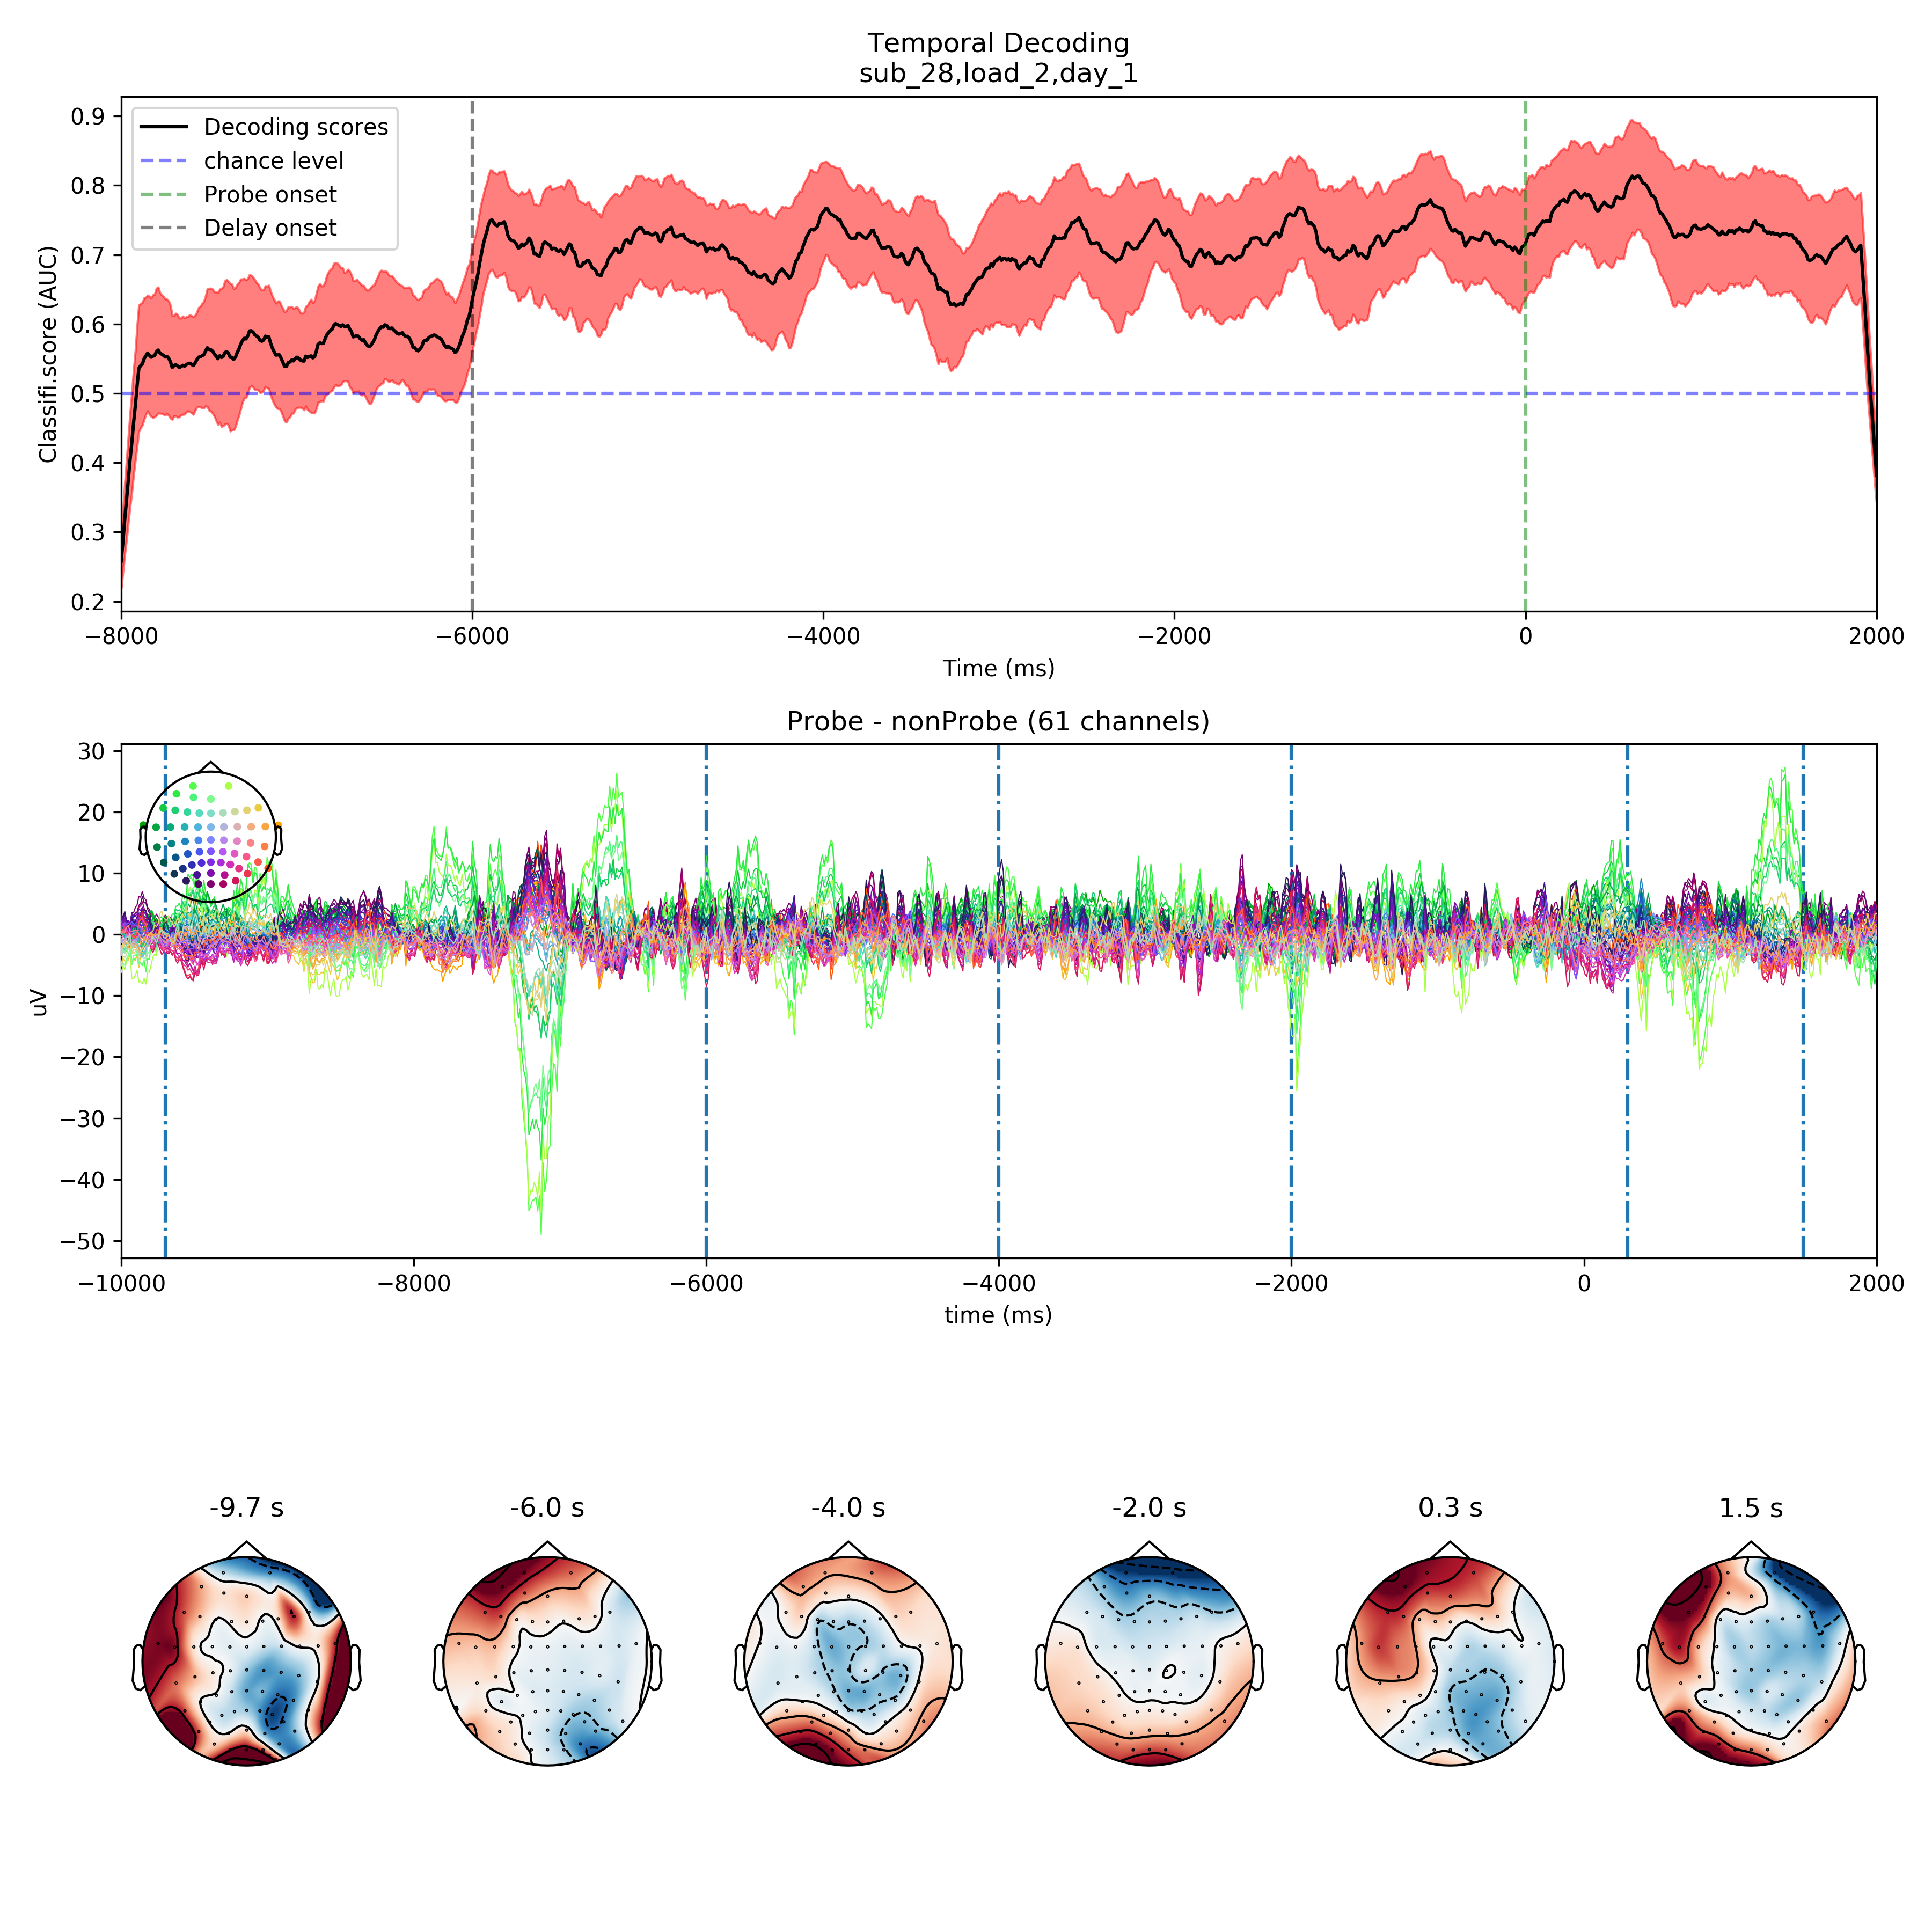 Temporal Decoding
sub_28,load_2,day_1
Classifi.score (AUC)
0.9
0.8
0.7
0.6
0.5
0.4
0.3
0.2
Decoding scores
chance level
Probe onset
Delay onset
−8000 −6000 −4000 −2000 0 2000
Time (ms)
Probe - nonProbe (61 channels)
uV
30
20
10
0
−10
−20
−30
−40
−50
−10000 −8000 −6000 −4000 −2000 0 2000
time (ms)
-9.7 s -6.0 s -4.0 s -2.0 s 0.3 s 1.5 s